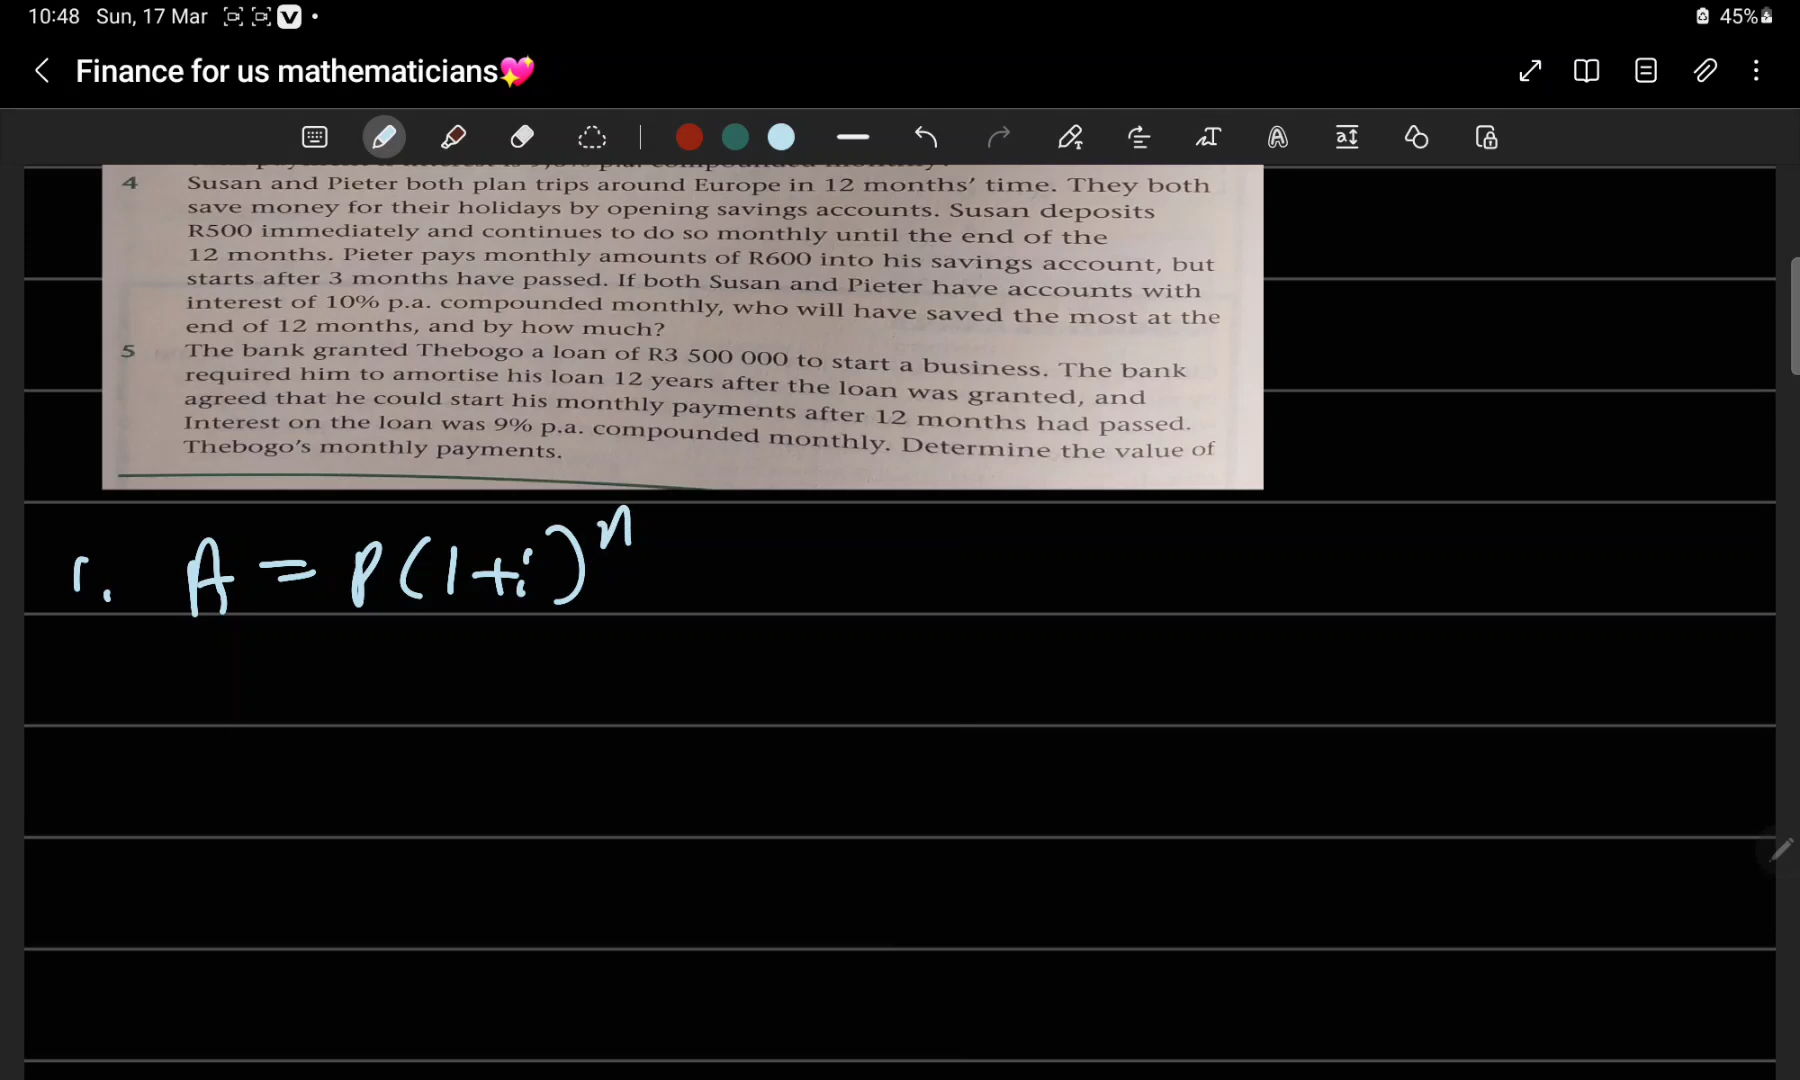 10:48 Sun, 17 Mar V 45%
Finance for us mathematicians💖
payment interest is p.a. compounded monthly?
4 Susan and Pieter both plan trips around Europe in 12 months' time. They both
save money for their holidays by opening savings accounts. Susan deposits
R500 immediately and continues to do so monthly until the end of the
12 months. Pieter pays monthly amounts of R600 into his savings account, but
starts after 3 months have passed. If both Susan and Pieter have accounts with
interest of 10% p.a. compounded monthly, who will have saved the most at the
end of 12 months, and by how much?
5 The bank granted Thebogo a loan of R3 500 000 to start a business. The bank
required him to amortise his loan 12 years after the loan was granted, and
agreed that he could start his monthly payments after 12 months had passed.
Interest on the loan was 9% p.a. compounded monthly. Determine the value of
Thebogo's monthly payments.
1. A = P(1+i)^n